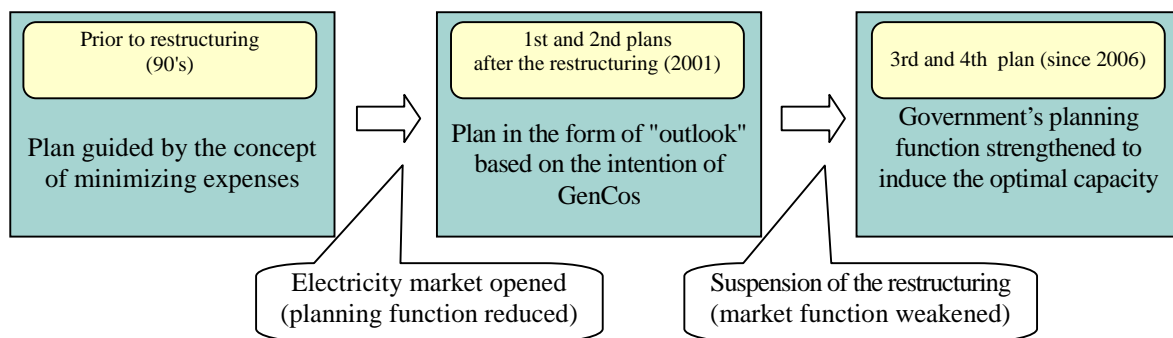 Prior to restructuring
(90's)
Plan guided by the concept
of minimizing expenses
1st and 2nd plans
after the restructuring (2001)
Plan in the form of "outlook"
based on the intention of
GenCos
3rd and 4th plan (since 2006)
Government’s planning
function strengthened to
induce the optimal capacity
Electricity market opened
(planning function reduced)
Suspension of the restructuring
(market function weakened)